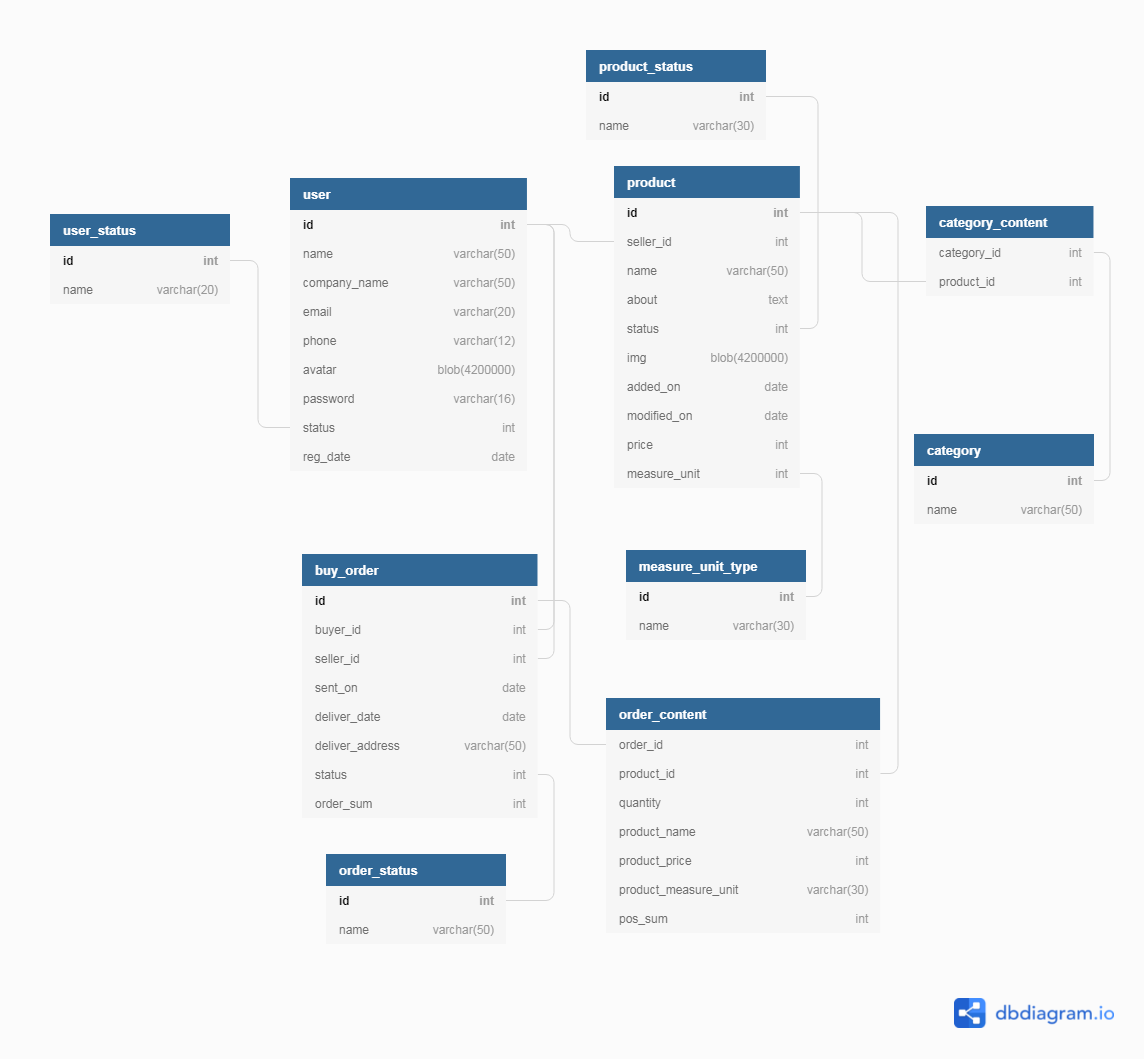 product_status
id int
name varchar(30)
user
id int
name varchar(50)
company_name varchar(50)
email varchar(20)
phone varchar(12)
avatar blob(4200000)
password varchar(16)
status int
reg_date date
product
id int
seller_id int
name varchar(50)
about text
status int
img blob(4200000)
added_on date
modified_on date
price int
measure_unit int
user_status
id int
name varchar(20)
category_content
category_id int
product_id int
category
id int
name varchar(50)
buy_order
id int
buyer_id int
seller_id int
sent_on date
deliver_date date
deliver_address varchar(50)
status int
order_sum int
measure_unit_type
id int
name varchar(30)
order_content
order_id int
product_id int
quantity int
product_name varchar(50)
product_price int
product_measure_unit varchar(30)
pos_sum int
order_status
id int
name varchar(50)
dbdiagram.io